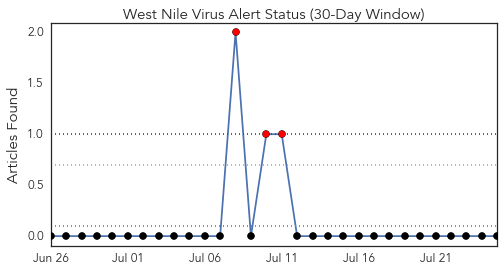 West Nile Virus Alert Status (30-Day Window)
Articles Found
2.0
1.5
1.0
0.5
0.0
Jun 26 Jul 01 Jul 06 Jul 11 Jul 16 Jul 21